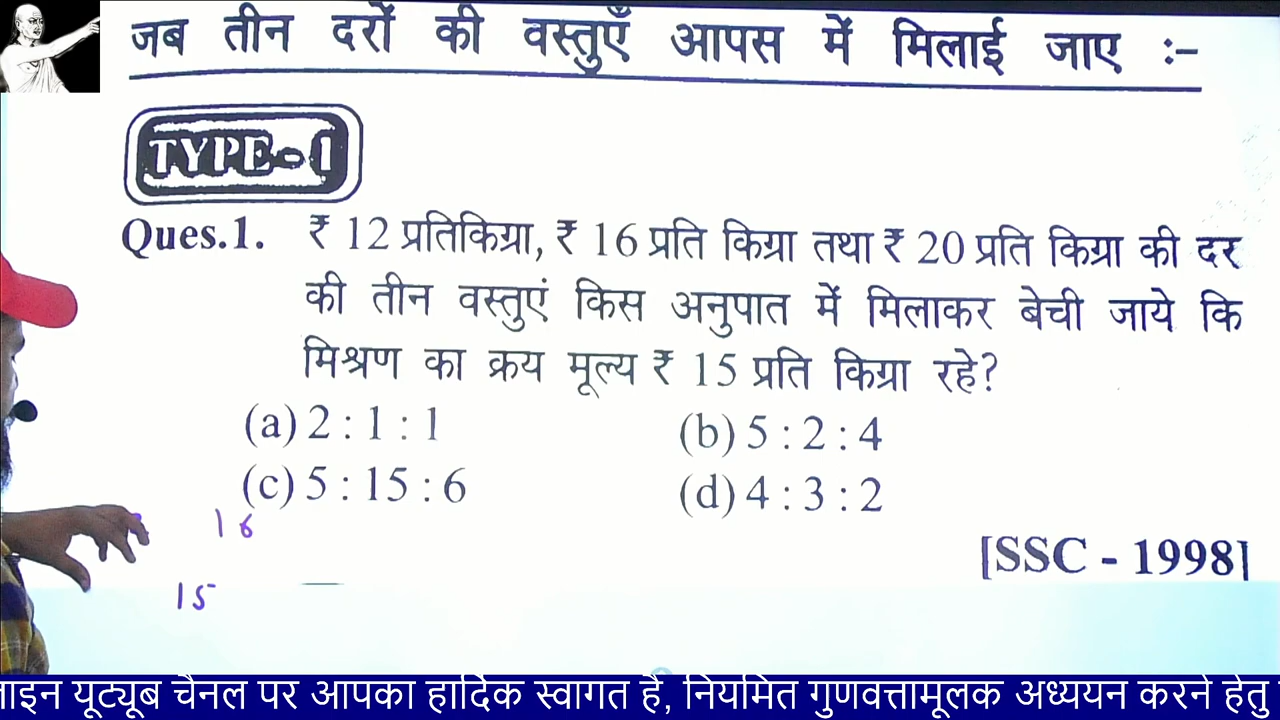 जब तीन दरों की वस्तुएँ आपस में मिलाई जाए :–
TYPE - 1
Ques.1. ₹ 12 प्रतिकिग्रा, ₹ 16 प्रति किग्रा तथा ₹ 20 प्रति किग्रा की दर
की तीन वस्तुएं किस अनुपात में मिलाकर बेची जाये कि
मिश्रण का क्रय मूल्य ₹ 15 प्रति किग्रा रहे?
(a) 2 : 1 : 1 (b) 5 : 2 : 4
(c) 5 : 15 : 6 (d) 4 : 3 : 2
[SSC - 1998]
16
15
यूट्यूब चैनल पर आपका हार्दिक स्वागत है, नियमित गुणवत्तामूलक अध्ययन करने हेतु